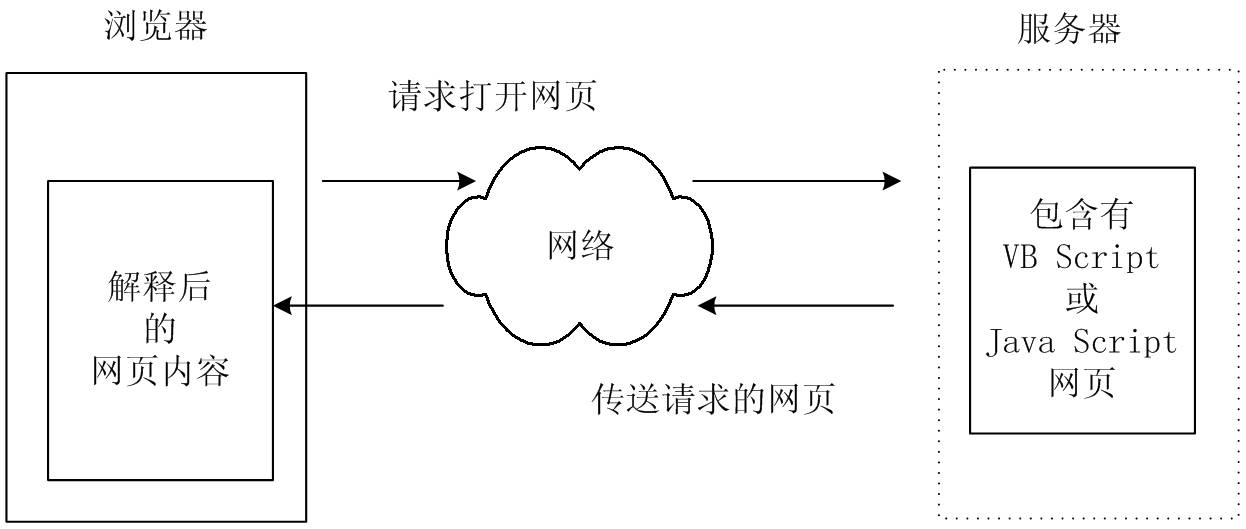 浏览器
服务器
请求打开网页
网络
解释后
的
网页内容
包含有
VB Script
或
Java Script
网页
传送请求的网页